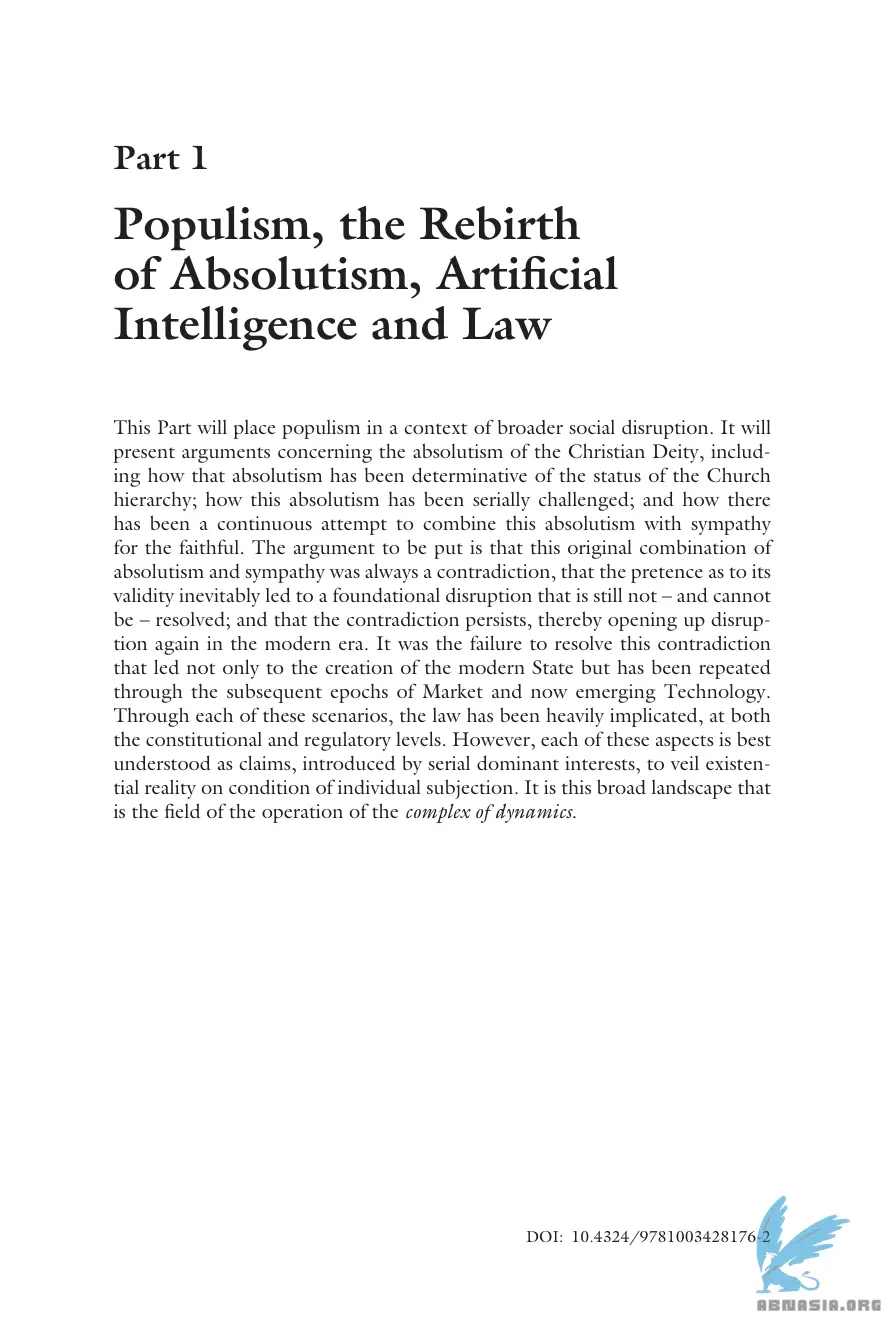 Part 1
Populism, the Rebirth
of Absolutism, Artificial
Intelligence and Law
This Part will place populism in a context of broader social disruption. It will
present arguments concerning the absolutism of the Christian Deity, includ-
ing how that absolutism has been determinative of the status of the Church
hierarchy; how this absolutism has been serially challenged; and how there
has been a continuous attempt to combine this absolutism with sympathy
for the faithful. The argument to be put is that this original combination of
absolutism and sympathy was always a contradiction, that the pretence as to its
validity inevitably led to a foundational disruption that is still not – and cannot
be – resolved; and that the contradiction persists, thereby opening up disrup-
tion again in the modern era. It was the failure to resolve this contradiction
that led not only to the creation of the modern State but has been repeated
through the subsequent epochs of Market and now emerging Technology.
Through each of these scenarios, the law has been heavily implicated, at both
the constitutional and regulatory levels. However, each of these aspects is best
understood as claims, introduced by serial dominant interests, to veil existen-
tial reality on condition of individual subjection. It is this broad landscape that
is the field of the operation of the complex of dynamics.
DOI: 10.4324/9781003428176-2
ABNASIA.ORG